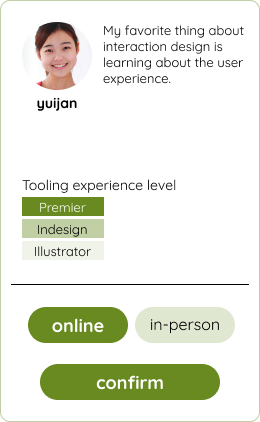 My favorite thing about
interaction design is
learning about the user
experience.
yuijan
Tooling experience level
Premier
Indesign
Illustrator
online
in-person
confirm